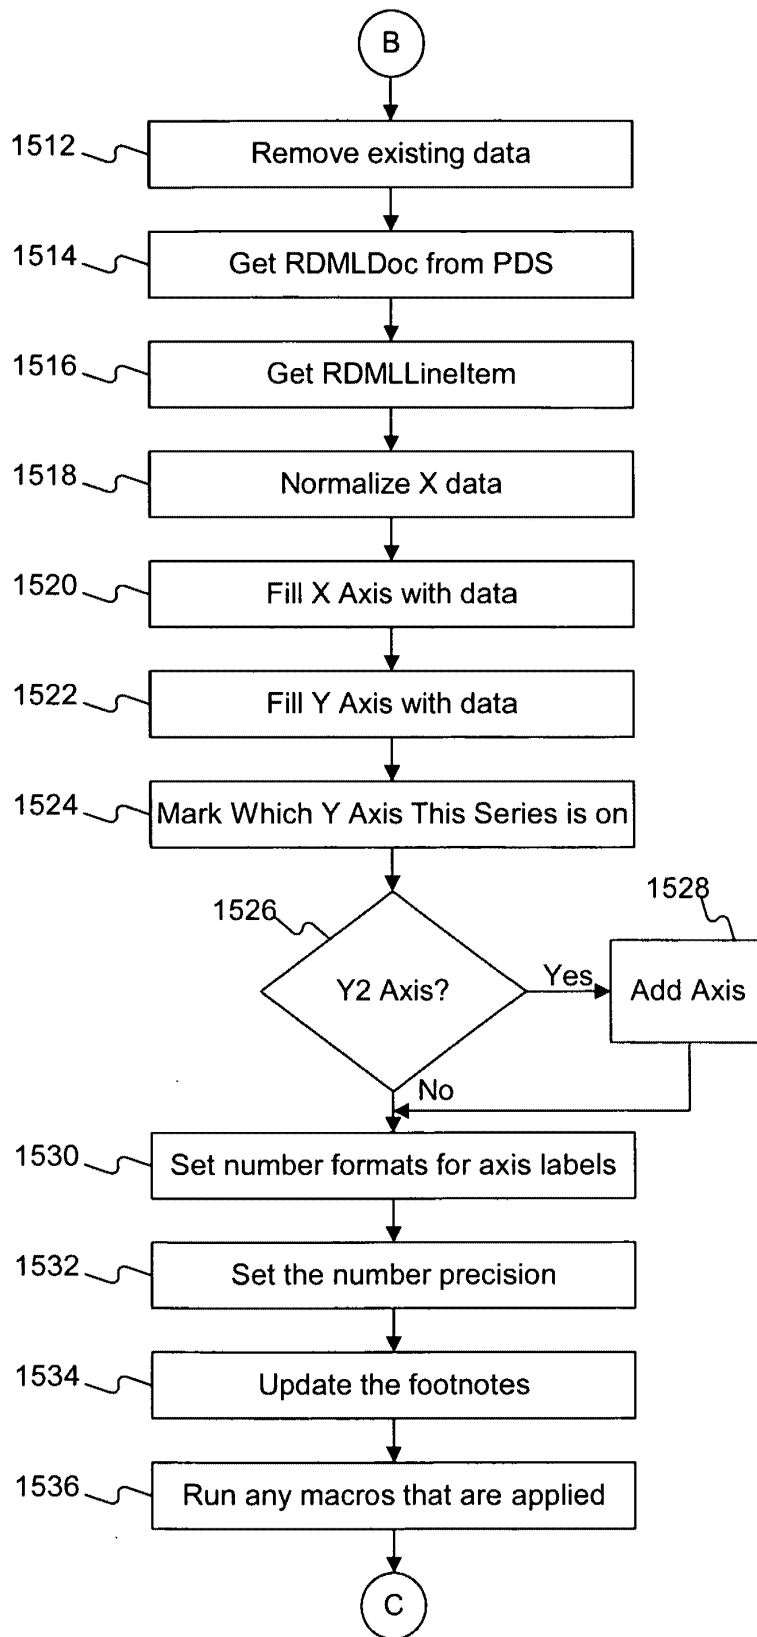 B
1512
Remove existing data
1514
Get RDMLDoc from PDS
1516
Get RDMLLineItem
1518
Normalize X data
1520
Fill X Axis with data
1522
Fill Y Axis with data
1524
Mark Which Y Axis This Series is on
1526
1528
Y2 Axis?
Yes
Add Axis
No
1530
Set number formats for axis labels
1532
Set the number precision
1534
Update the footnotes
1536
Run any macros that are applied
C